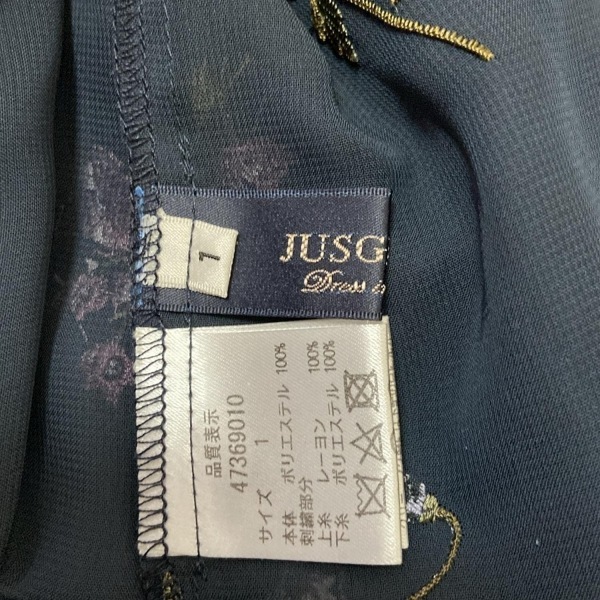 JUSG
Dress i
1
品質表示
47369010
サイズ 1
本体 ポリエステル 100%
刺繍部分
上糸 レーヨン 100%
下糸 ポリエステル 100%